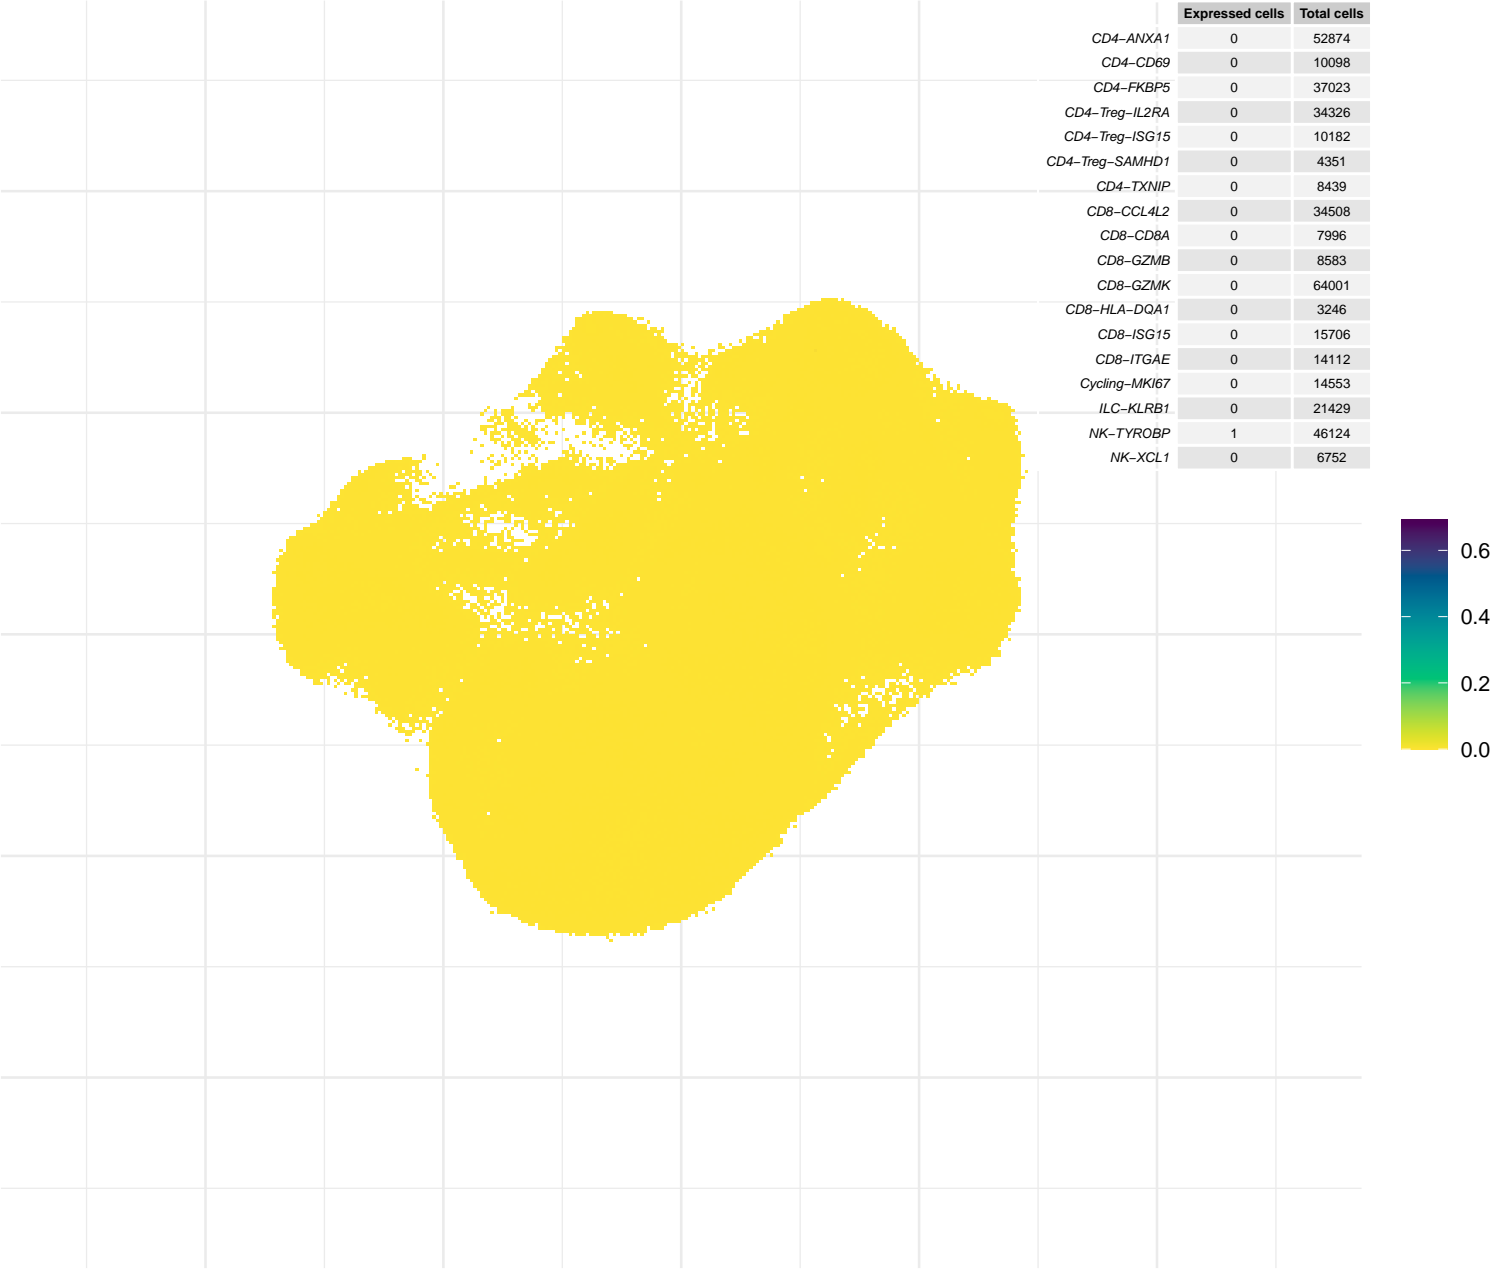 Expressed cells Total cells
CD4−ANXA1 0 52874
CD4−CD69 0 10098
CD4−FKBP5 0 37023
CD4−Treg−IL2RA 0 34326
CD4−Treg−ISG15 0 10182
CD4−Treg−SAMHD1 0 4351
CD4−TXNIP 0 8439
CD8−CCL4L2 0 34508
CD8−CD8A 0 7996
CD8−GZMB 0 8583
CD8−GZMK 0 64001
CD8−HLA−DQA1 0 3246
CD8−ISG15 0 15706
CD8−ITGAE 0 14112
Cycling−MKI67 0 14553
ILC−KLRB1 0 21429
NK−TYROBP 1 46124
NK−XCL1 0 6752
0.6
0.4
0.2
0.0